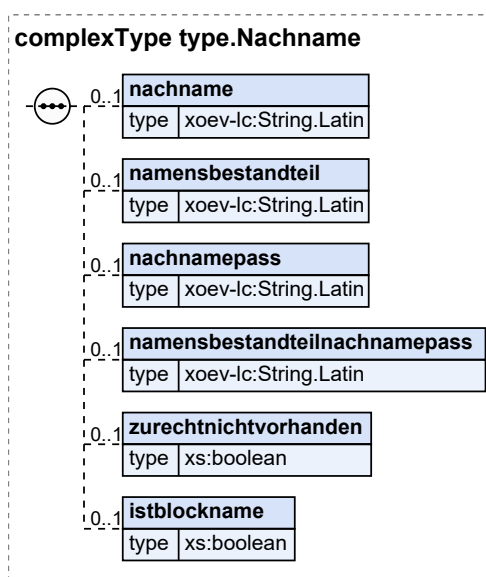 complexType type.Nachname
0..1 nachname
type xoev-lc:String.Latin
0..1 namensbestandteil
type xoev-lc:String.Latin
0..1 nachnamepass
type xoev-lc:String.Latin
0..1 namensbestandteilnachnamepass
type xoev-lc:String.Latin
0..1 zurechtnichtvorhanden
type xs:boolean
0..1 istblockname
type xs:boolean